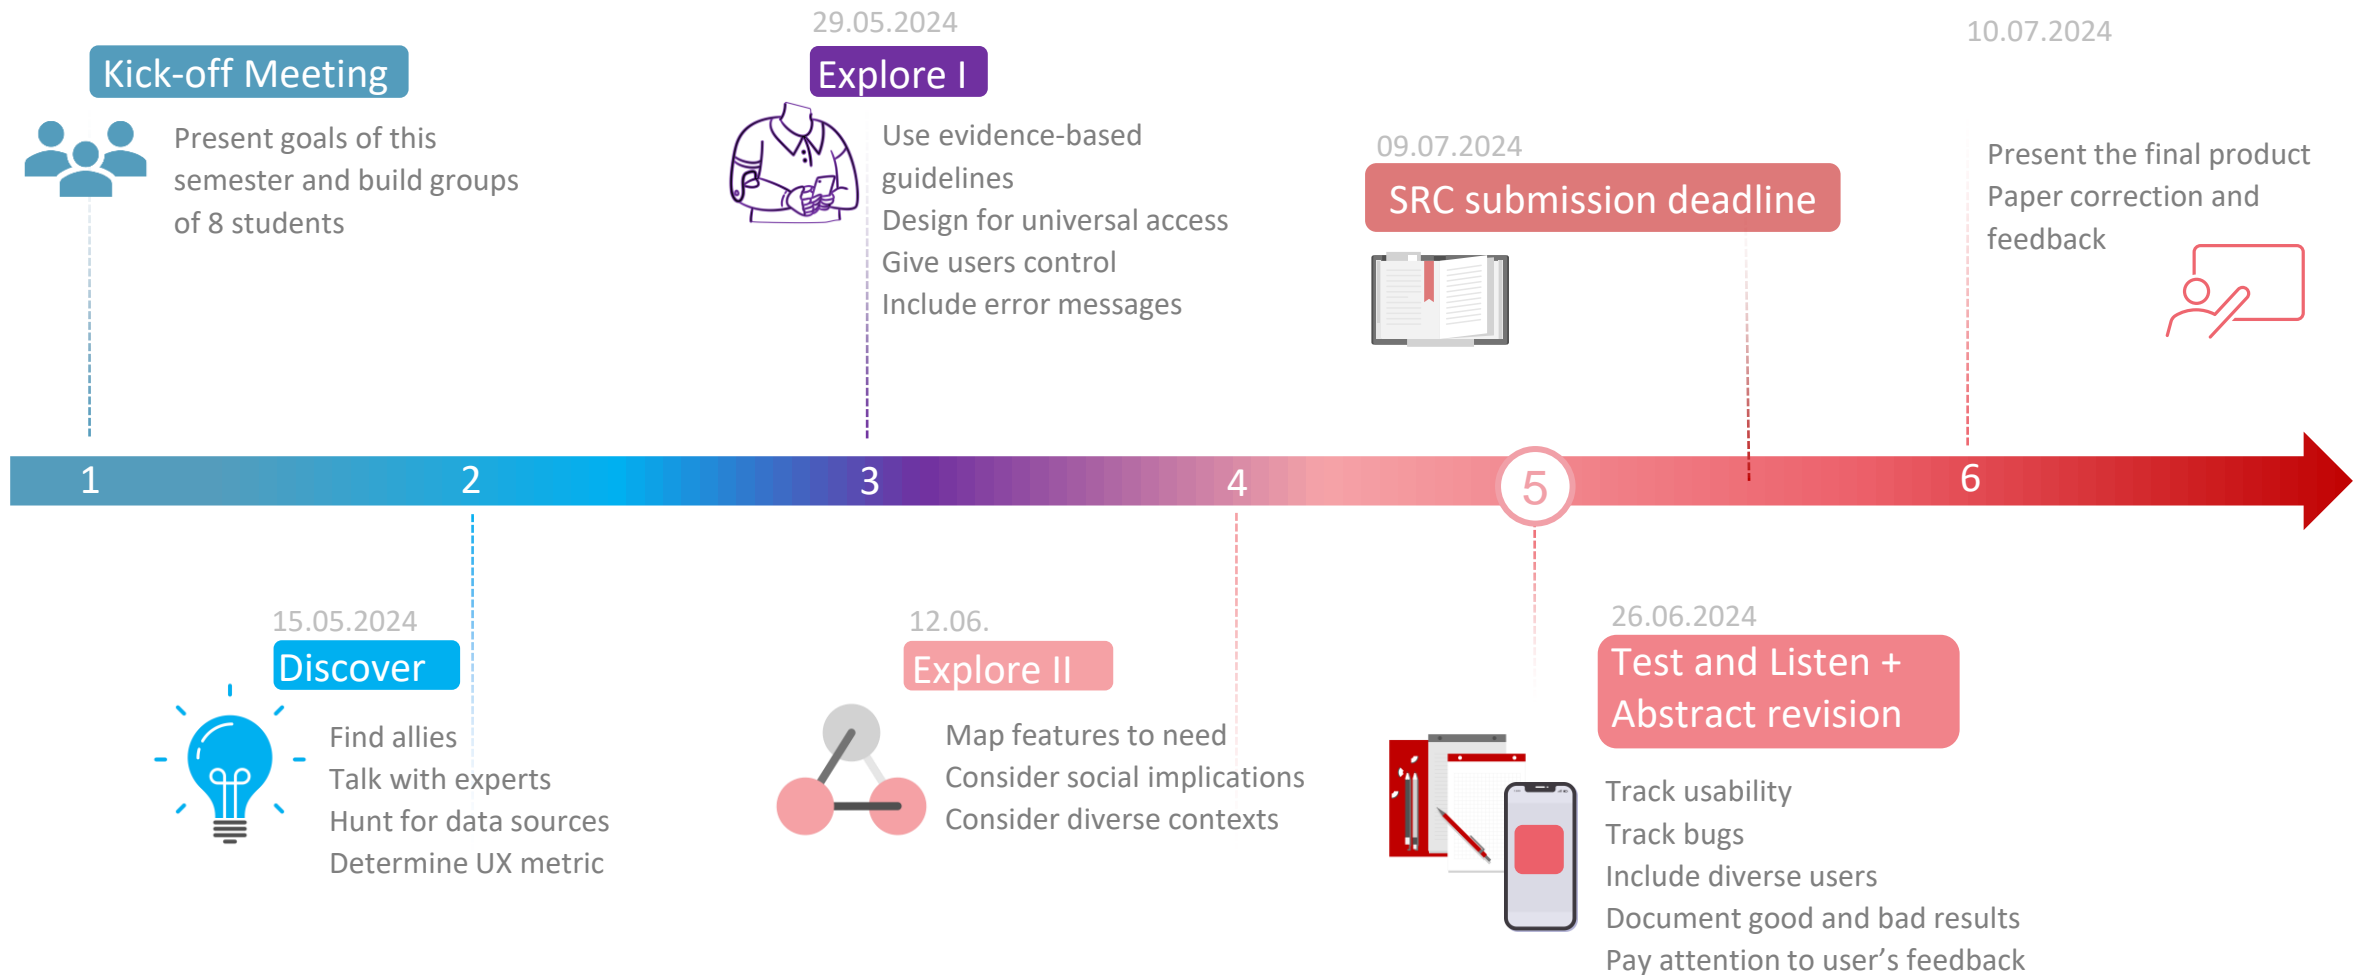 Kick-off Meeting
Present goals of this
semester and build groups
of 8 students
29.05.2024
Explore I
Use evidence-based
guidelines
Design for universal access
Give users control
Include error messages
09.07.2024
SRC submission deadline
10.07.2024
Present the final product
Paper correction and
feedback
1
2
3
4
5
6
15.05.2024
Discover
Find allies
Talk with experts
Hunt for data sources
Determine UX metric
12.06.
Explore II
Map features to need
Consider social implications
Consider diverse contexts
26.06.2024
Test and Listen +
Abstract revision
Track usability
Track bugs
Include diverse users
Document good and bad results
Pay attention to user’s feedback